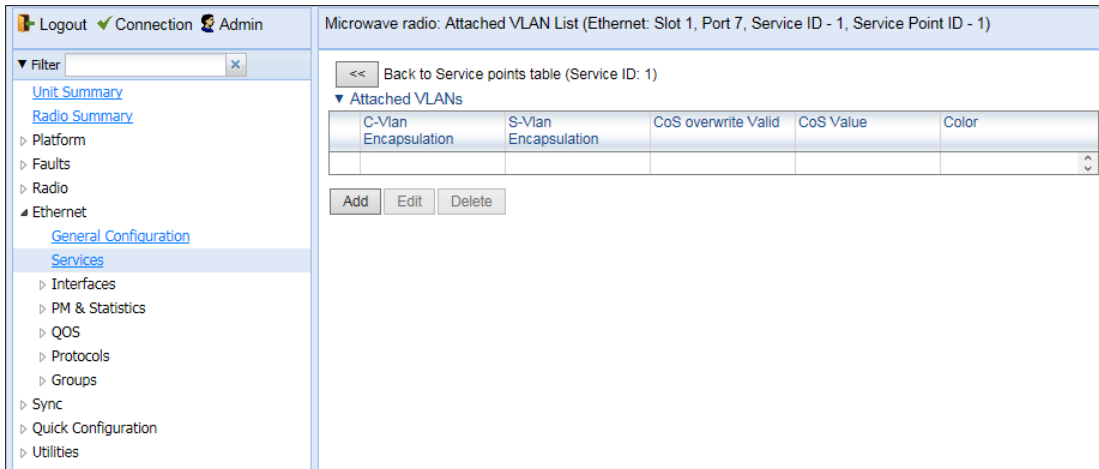 Logout Connection Admin
Microwave radio: Attached VLAN List (Ethernet: Slot 1, Port 7, Service ID - 1, Service Point ID - 1)
▼ Filter
Unit Summary
Radio Summary
Platform
Faults
Radio
Ethernet
General Configuration
Services
Interfaces
PM & Statistics
QOS
Protocols
Groups
Sync
Quick Configuration
Utilities
<< Back to Service points table (Service ID: 1)
▼ Attached VLANs
C-Vlan
Encapsulation
S-Vlan
Encapsulation
CoS overwrite Valid
CoS Value
Color
Add Edit Delete